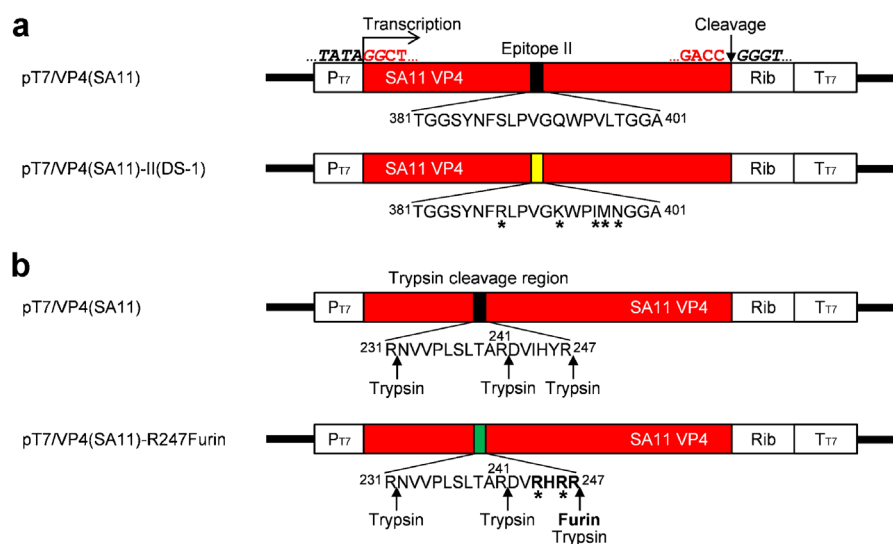 a
Transcription
Cleavage
...TATAGGCT...
Epitope II
...GACCGGGT...
pT7/VP4(SA11)
PT7
SA11 VP4
Rib
TT7
381TGGSYNFSLPVGQWPVLTGGA401
pT7/VP4(SA11)-II(DS-1)
PT7
SA11 VP4
Rib
TT7
381TGGSYNFRLPVGKWPIMNGGA401
* * ***
b
Trypsin cleavage region
pT7/VP4(SA11)
PT7
SA11 VP4
Rib
TT7
241
231RNVVPLSLTARDVIHYR247
Trypsin Trypsin Trypsin
pT7/VP4(SA11)-R247Furin
PT7
SA11 VP4
Rib
TT7
241
231RNVVPLSLTARDVRHRR247
* *
Trypsin Trypsin Furin
Trypsin